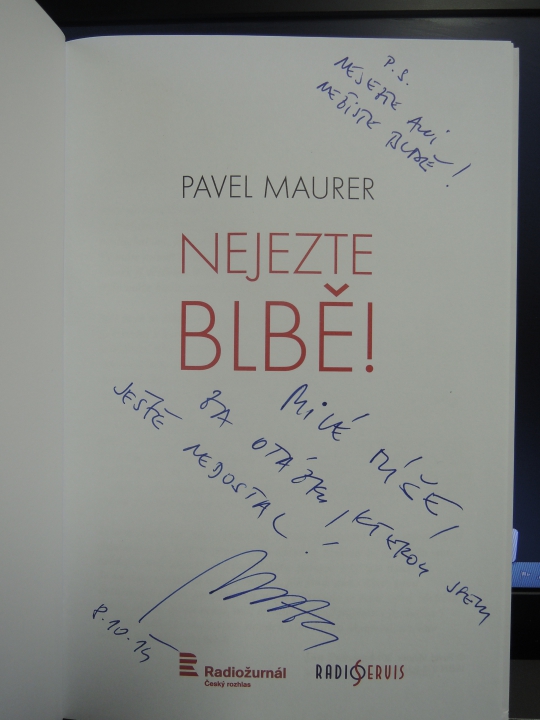 P.S.
NEJEZTE ANI
NEČTĚTE BLBĚ!
PAVEL MAURER
NEJEZTE
BLBĚ!
MILÉ MÍŠE,
ZA OTÁZKU, KTEROU JSEM
JEŠTĚ NEDOSTAL!
8.10.14
Radiožurnál
Český rozhlas
RADIOSERVIS